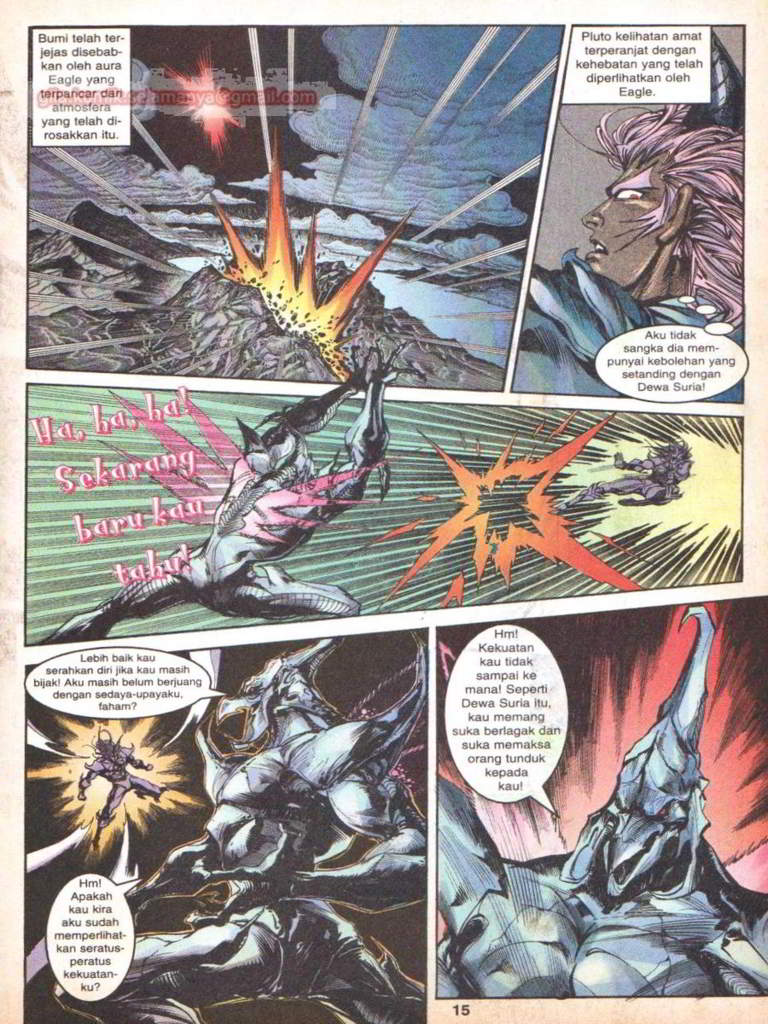 Bumi telah ter-
jejas disebab-
kan oleh aura
Eagle yang
terpancar dari
atmosfera
yang telah di-
rosakkan itu.
Pluto kelihatan amat
terperanjat dengan
kehebatan yang telah
diperlihatkan oleh
Eagle.
Aku tidak
sangka dia mem-
punyai kebolehan yang
setanding dengan
Dewa Suria!
Ha, ha, ha!
Sekarang
baru kau
tahu!
Lebih baik kau
serahkan diri jika kau masih
bijak! Aku masih belum berjuang
dengan sedaya-upayaku,
faham?
Hm!
Apakah
kau kira
aku sudah
memperlihat-
kan seratus-
peratus
kekuatan-
ku?
Hm!
Kekuatan
kau tidak
sampai ke
mana! Seperti
Dewa Suria itu,
kau memang
suka berlagak dan
suka memaksa
orang tunduk
kepada
kau!
15